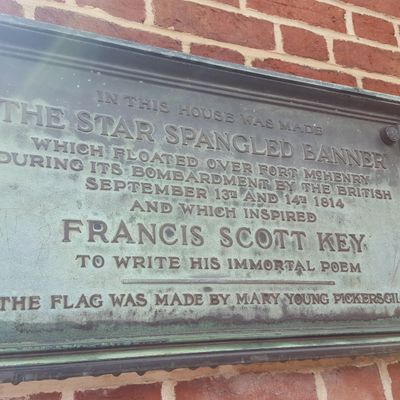 IN THIS HOUSE WAS MADE
THE STAR SPANGLED BANNER
WHICH FLOATED OVER FORT McHENRY
DURING ITS BOMBARDMENT BY THE BRITISH
SEPTEMBER 13TH AND 14TH 1814
AND WHICH INSPIRED
FRANCIS SCOTT KEY
TO WRITE HIS IMMORTAL POEM
THE FLAG WAS MADE BY MARY YOUNG PICKERSGIL